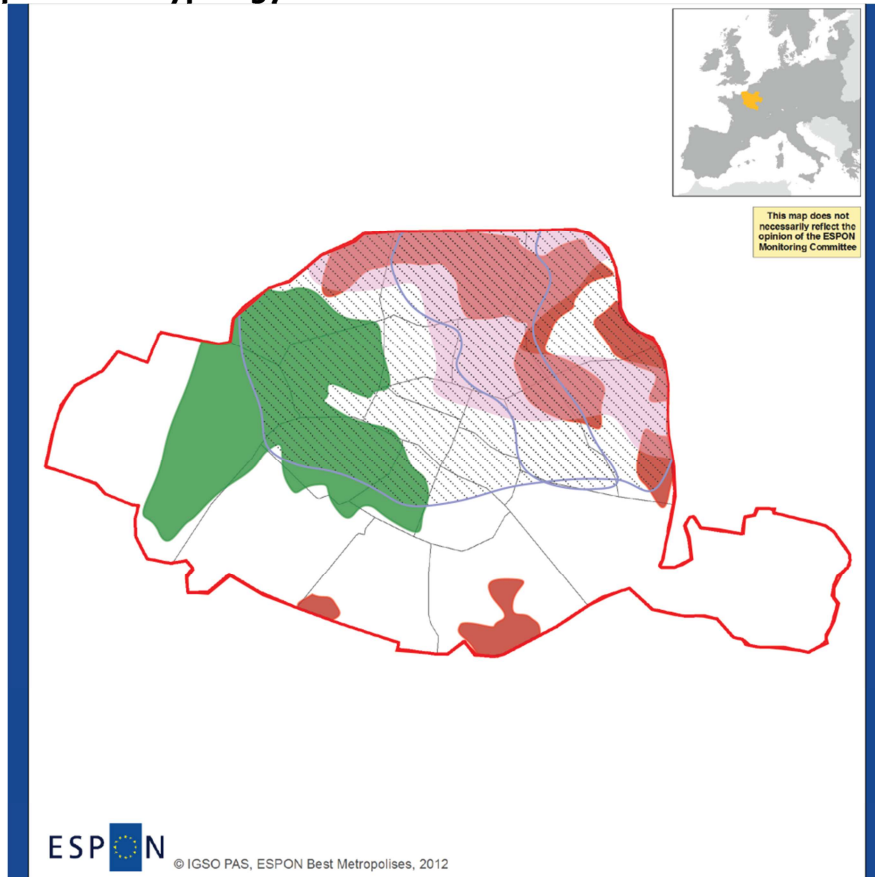 This map does not
necessarily reflect the
opinion of the ESPON
Monitoring Committee
ESPON
© IGSO PAS, ESPON Best Metropolises, 2012